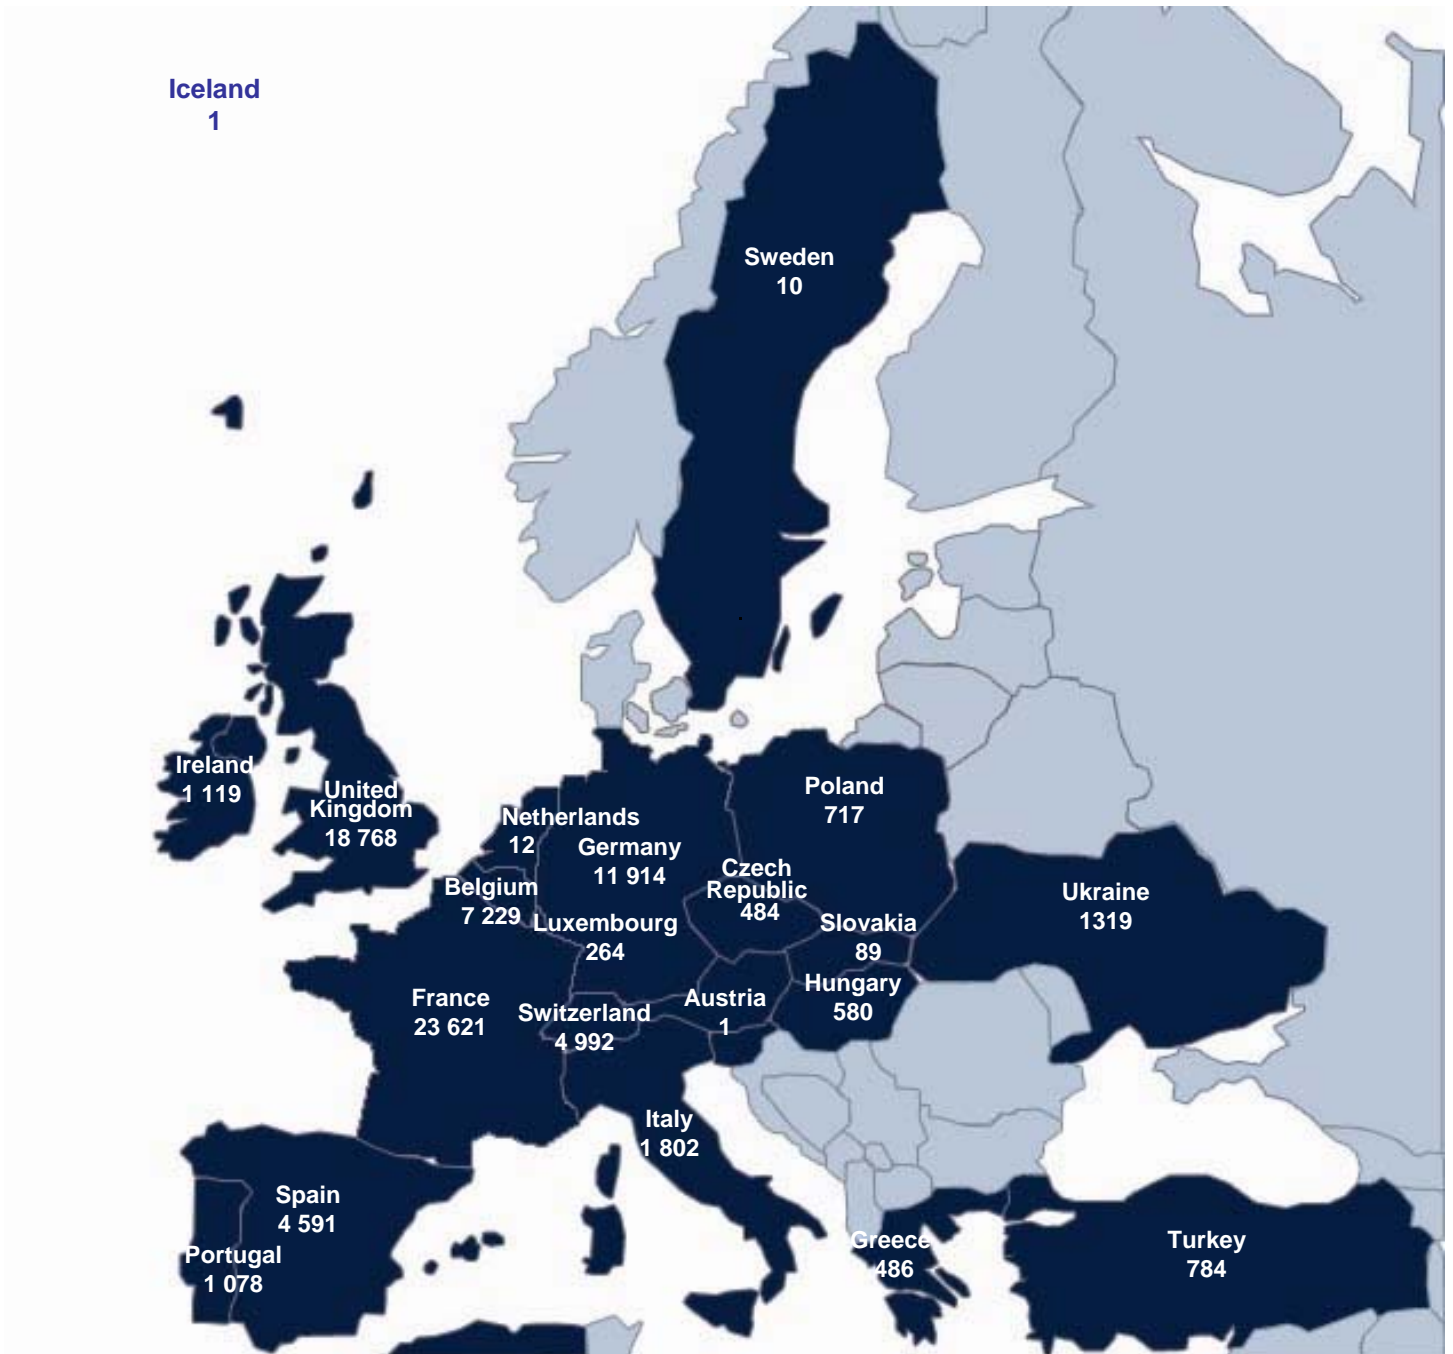 Iceland
1
Sweden
10
Ireland
1 119
United
Kingdom
18 768
Netherlands
12
Germany
11 914
Poland
717
Czech
Republic
484
Belgium
7 229
Luxembourg
264
Slovakia
89
Ukraine
1319
France
23 621
Switzerland
4 992
Austria
1
Hungary
580
Italy
1 802
Spain
4 591
Portugal
1 078
Greece
486
Turkey
784